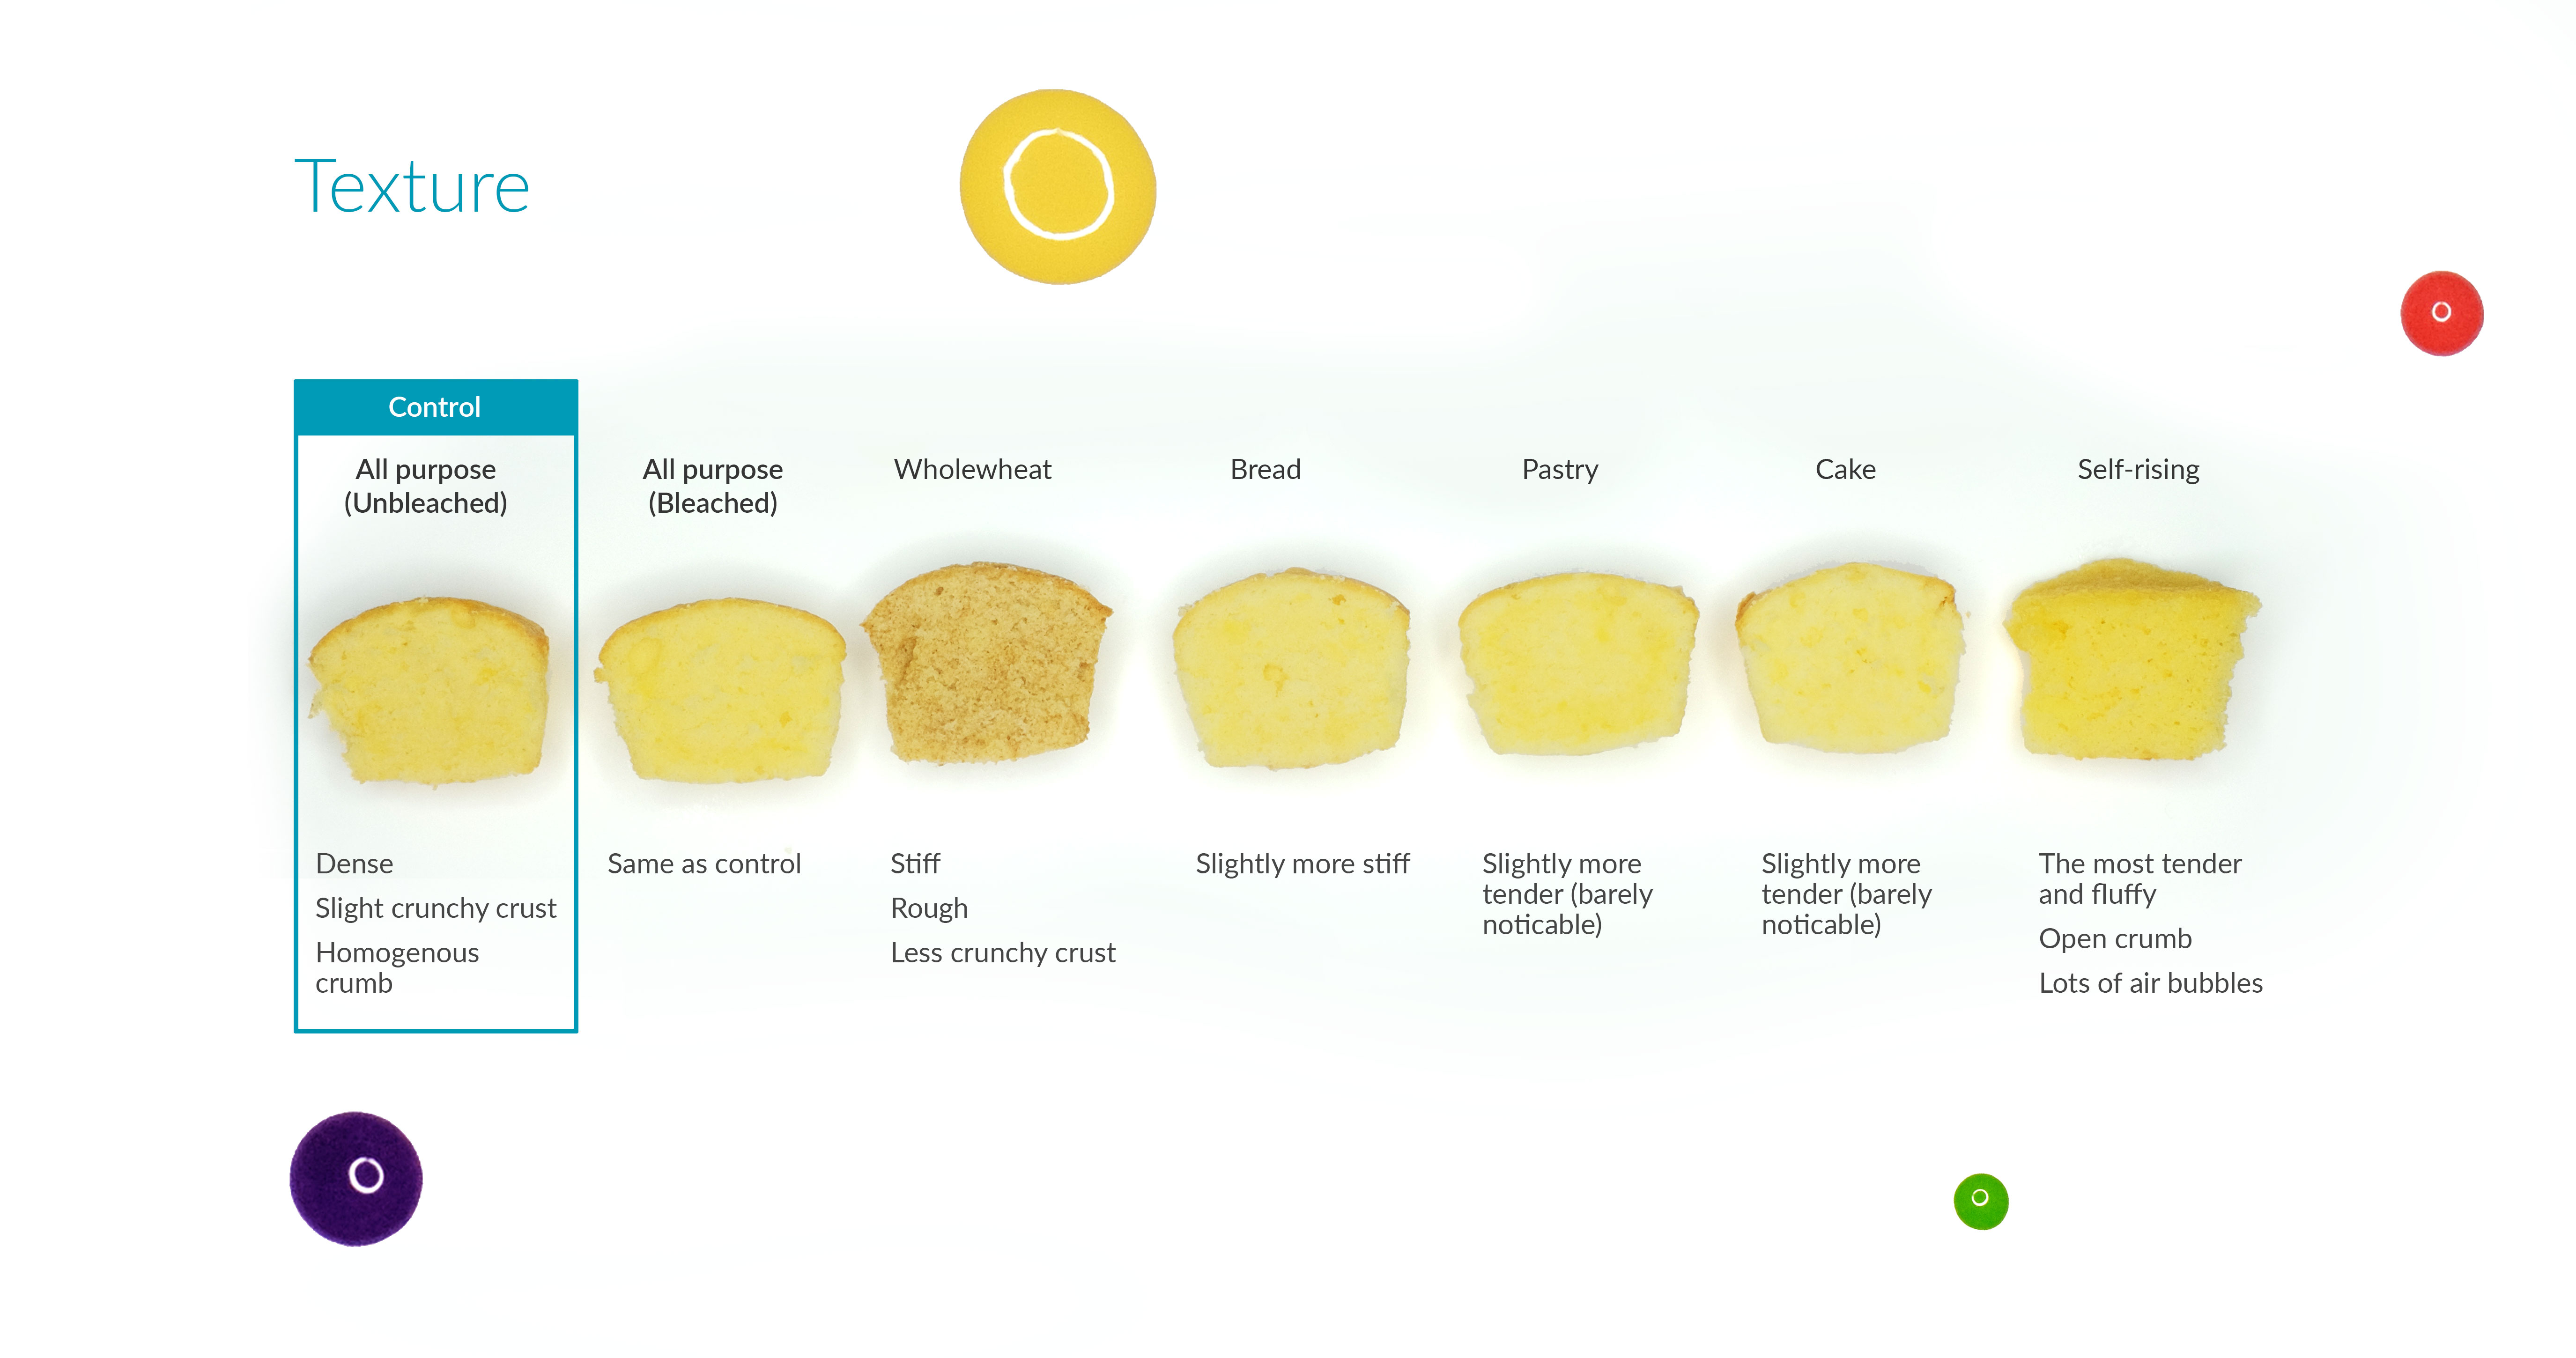 Texture
Control
All purpose
(Unbleached)
Dense
Slight crunchy crust
Homogenous
crumb
All purpose
(Bleached)
Same as control
Wholewheat
Stiff
Rough
Less crunchy crust
Bread
Slightly more stiff
Pastry
Slightly more
tender (barely
noticable)
Cake
Slightly more
tender (barely
noticable)
Self-rising
The most tender
and fluffy
Open crumb
Lots of air bubbles